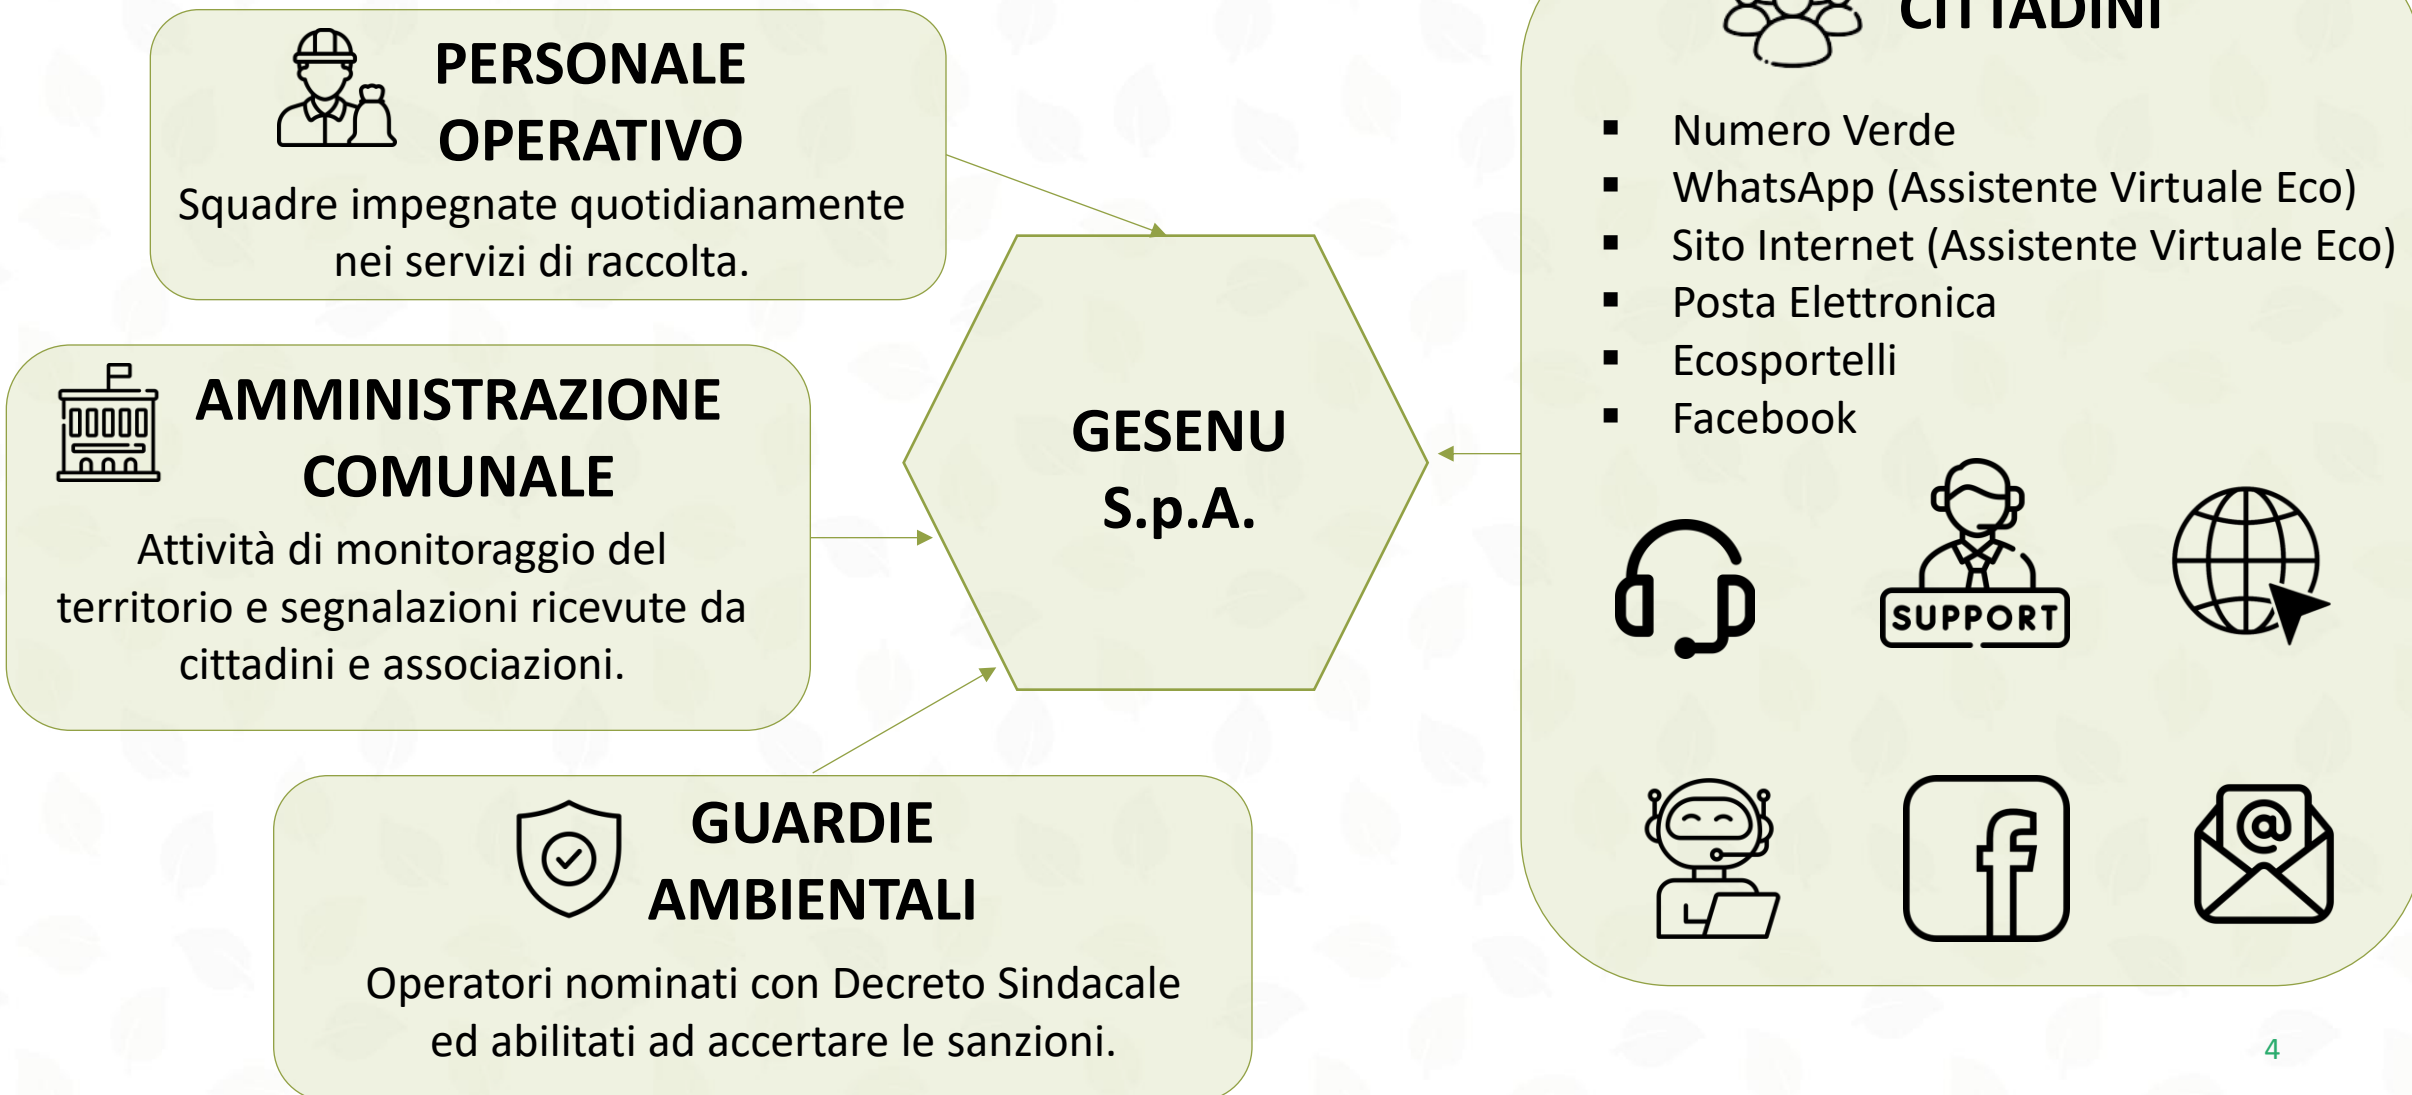 PERSONALE
OPERATIVO
Squadre impegnate quotidianamente
nei servizi di raccolta.
AMMINISTRAZIONE
COMUNALE
Attività di monitoraggio del
territorio e segnalazioni ricevute da
cittadini e associazioni.
GUARDIE
AMBIENTALI
Operatori nominati con Decreto Sindacale
ed abilitati ad accertare le sanzioni.
GESENU
S.p.A.
CITTADINI
▪ Numero Verde
▪ WhatsApp (Assistente Virtuale Eco)
▪ Sito Internet (Assistente Virtuale Eco)
▪ Posta Elettronica
▪ Ecosportelli
▪ Facebook
SUPPORT
f
@
4